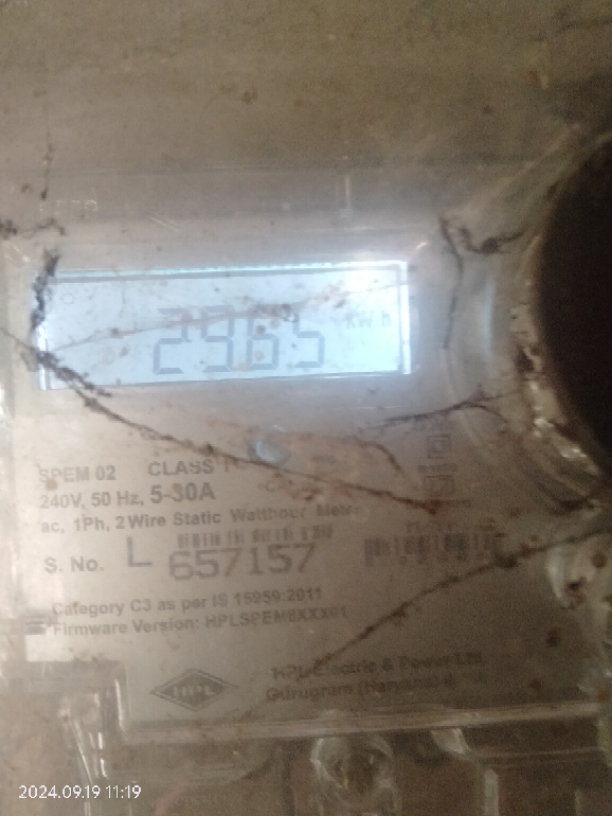 kWh
2965
SPEM 02 CLASS 1
240V, 50 Hz, 5-30A
ac, 1Ph, 2 Wire Static Watthour Meter
S. No. L 657157
Category C3 as per IS 15959:2011
Firmware Version:
HPL
HPL Electric & Power Ltd.
Gurugram (Haryana)
2024.09.19 11:19